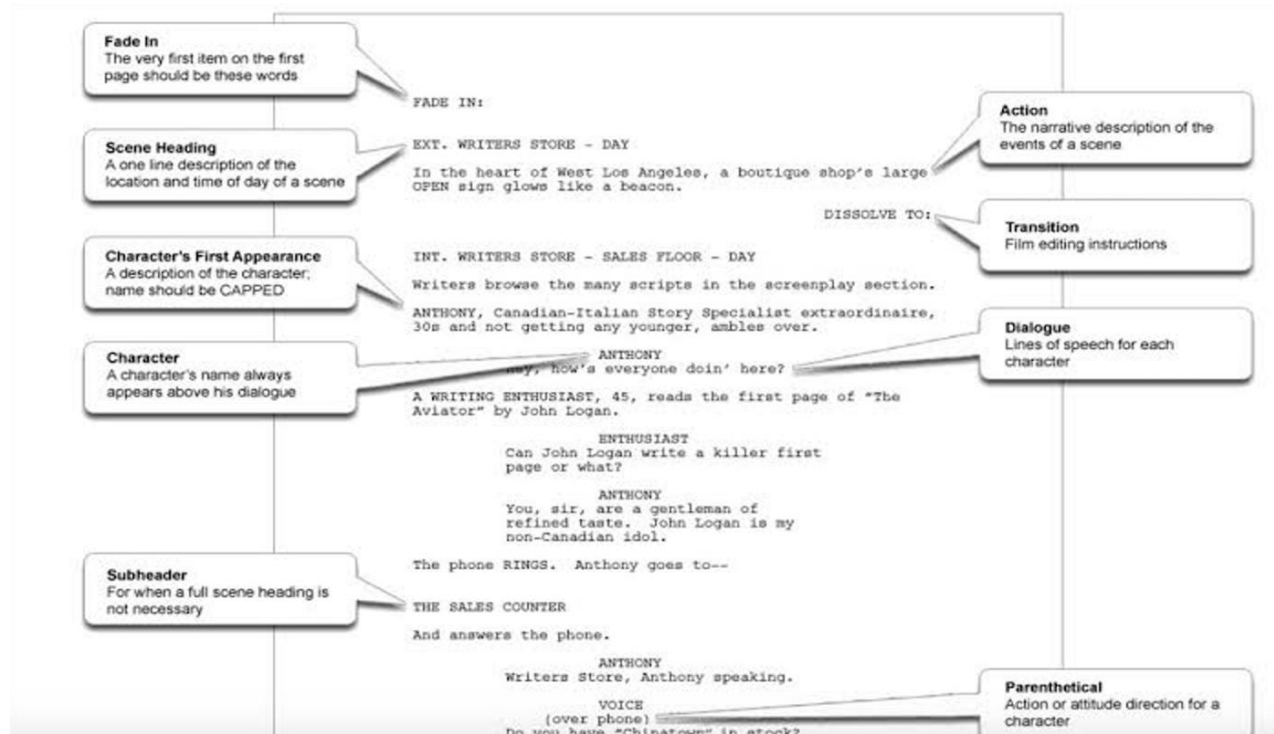 Fade In
The very first item on the first
page should be these words
FADE IN:
Action
The narrative description of the
events of a scene
Scene Heading
A one line description of the
location and time of day of a scene
EXT. WRITERS STORE - DAY
In the heart of West Los Angeles, a boutique shop's large
OPEN sign glows like a beacon.
DISSOLVE TO:
Transition
Film editing instructions
Character's First Appearance
A description of the character;
name should be CAPPED
INT. WRITERS STORE - SALES FLOOR - DAY
Writers browse the many scripts in the screenplay section.
ANTHONY, Canadian-Italian Story Specialist extraordinaire,
30s and not getting any younger, ambles over.
Dialogue
Lines of speech for each
character
Character
A character's name always
appears above his dialogue
ANTHONY
Hey, how's everyone doin' here?
A WRITING ENTHUSIAST, 45, reads the first page of "The
Aviator" by John Logan.
ENTHUSIAST
Can John Logan write a killer first
page or what?
ANTHONY
You, sir, are a gentleman of
refined taste. John Logan is my
non-Canadian idol.
The phone RINGS. Anthony goes to--
Subheader
For when a full scene heading is
not necessary
THE SALES COUNTER
And answers the phone.
ANTHONY
Writers Store, Anthony speaking.
VOICE
(over phone)
Do you have "Chinatown" in stock?
Parenthetical
Action or attitude direction for a
character